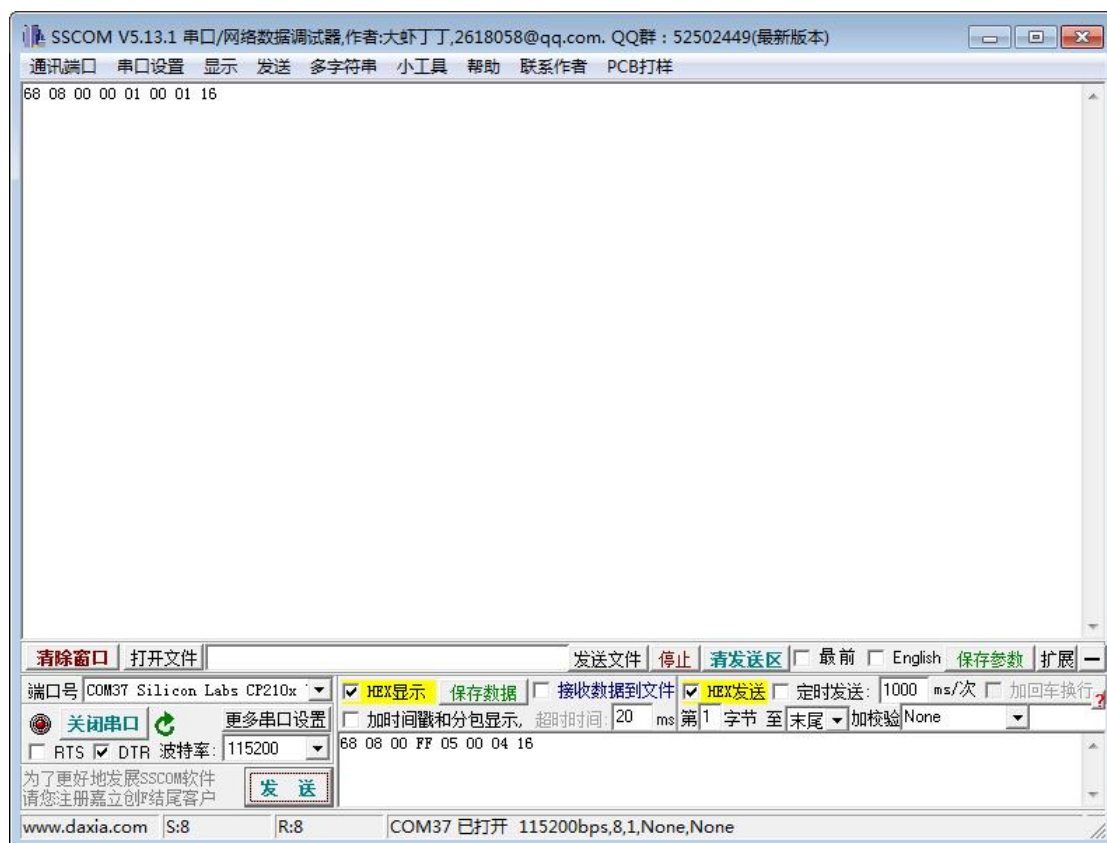 SSCOM V5.13.1 串口/网络数据调试器,作者:大虾丁丁,2618058@qq.com. QQ群：52502449(最新版本)
通讯端口 串口设置 显示 发送 多字符串 小工具 帮助 联系作者 PCB打样
68 08 00 00 01 00 01 16
清除窗口 打开文件 发送文件 停止 清发送区 最前 English 保存参数 扩展 —
端口号 COM37 Silicon Labs CP210x HEX显示 保存数据 接收数据到文件 HEX发送 定时发送: 1000 ms/次 加回车换行 ?
关闭串口 更多串口设置 加时间戳和分包显示, 超时时间: 20 ms 第1 字节 至 末尾 加校验 None
RTS DTR 波特率: 115200 68 08 00 FF 05 00 04 16
为了更好地发展SSCOM软件
请您注册嘉立创F结尾客户
发 送
www.daxia.com S:8 R:8 COM37 已打开 115200bps,8,1,None,None